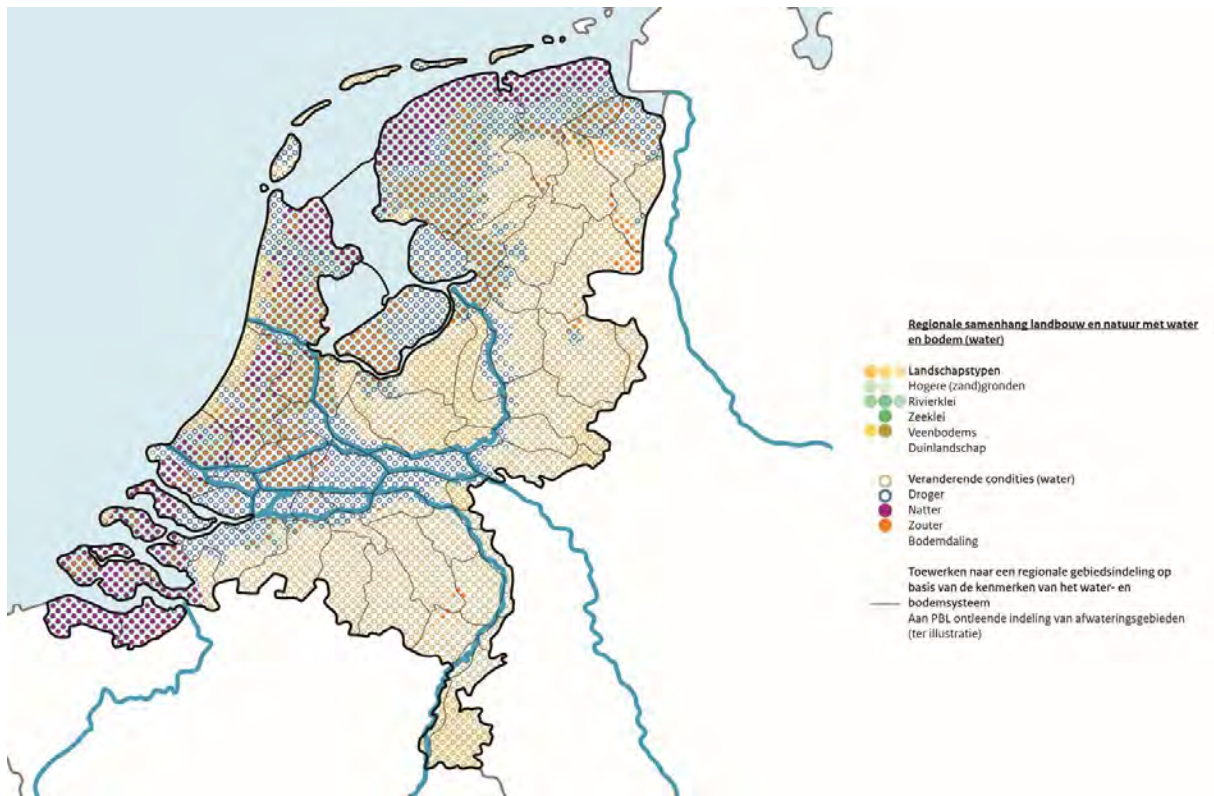 Regionale samenhang landbouw en natuur met water
en bodem (water)
Landschapstypen
Hogere (zand)gronden
Rivierklei
Zeeklei
Veenbodems
Duinlandschap
Veranderende condities (water)
Droger
Natter
Zouter
Bodemdaling
Toewerken naar een regionale gebiedsindeling op
basis van de kenmerken van het water- en
bodemsysteem
Aan PBL ontleende indeling van afwateringsgebieden
(ter illustratie)